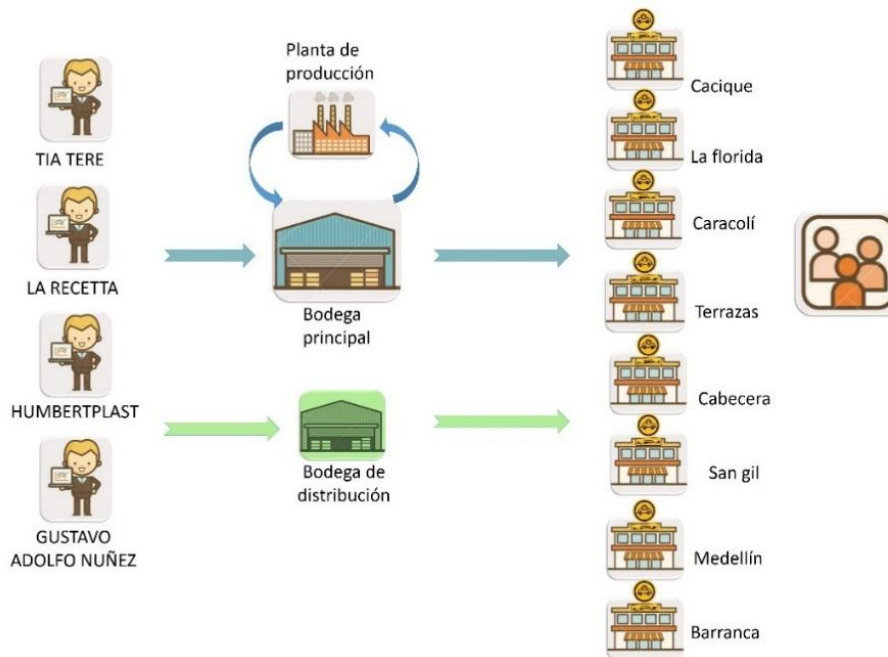 TIA TERE
LA RECETTA
HUMBERTPLAST
GUSTAVO
ADOLFO NUÑEZ
Planta de
producción
Bodega
principal
Bodega de
distribución
Cacique
La florida
Caracolí
Terrazas
Cabecera
San gil
Medellín
Barranca